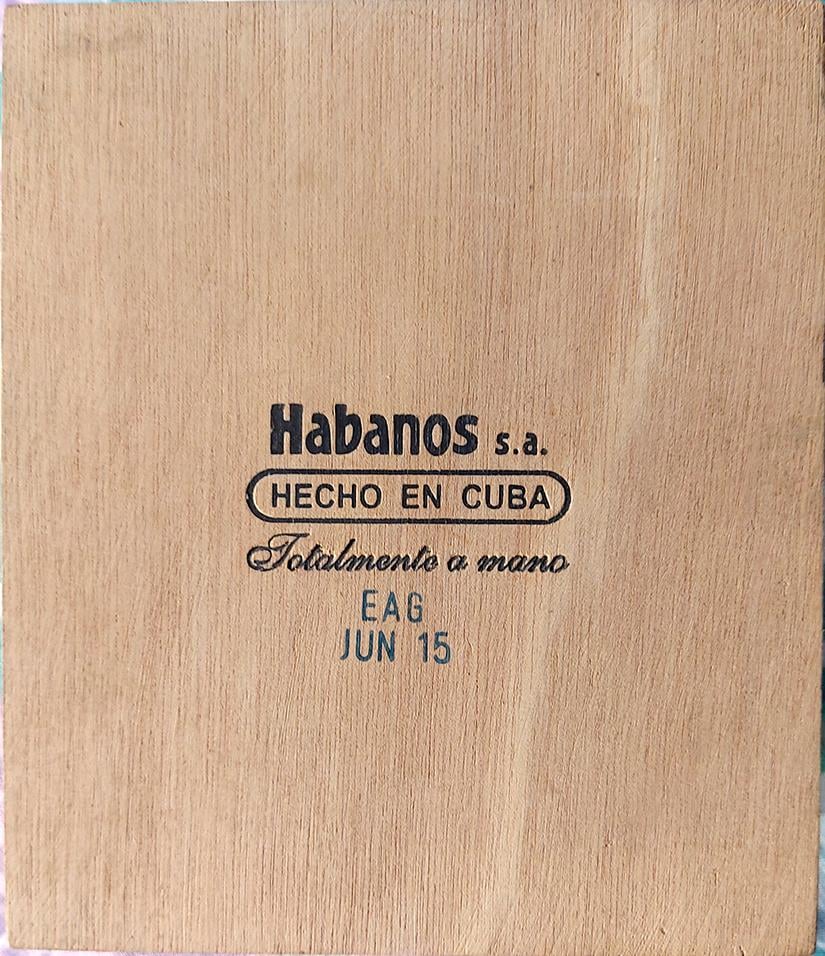 Habanos s.a.
HECHO EN CUBA
Totalmente a mano
EAG
JUN 15